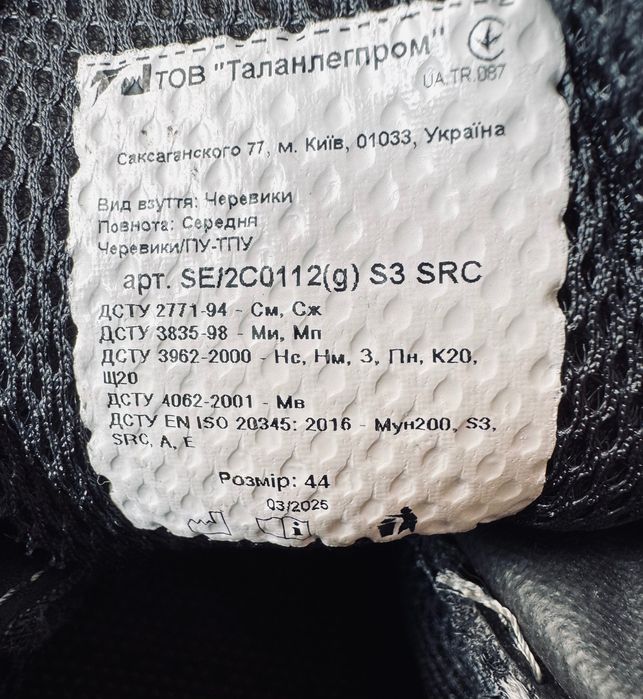 ТОВ "Таланлегпром"
UA.TR.087
Саксаганского 77, м. Київ, 01033, Україна
Вид взуття: Черевики
Повнота: Середня
Черевики/ПУ-ТПУ
арт. SE/2C0112(g) S3 SRC
ДСТУ 2771-94 - См, Сж
ДСТУ 3835-98 - Ми, Мп
ДСТУ 3962-2000 - Нс, Нм, З, Пн, К20,
Щ20
ДСТУ 4062-2001 - Мв
ДСТУ EN ISO 20345: 2016 - Мун200, S3,
SRC, A, E
Розмір: 44
03/2025